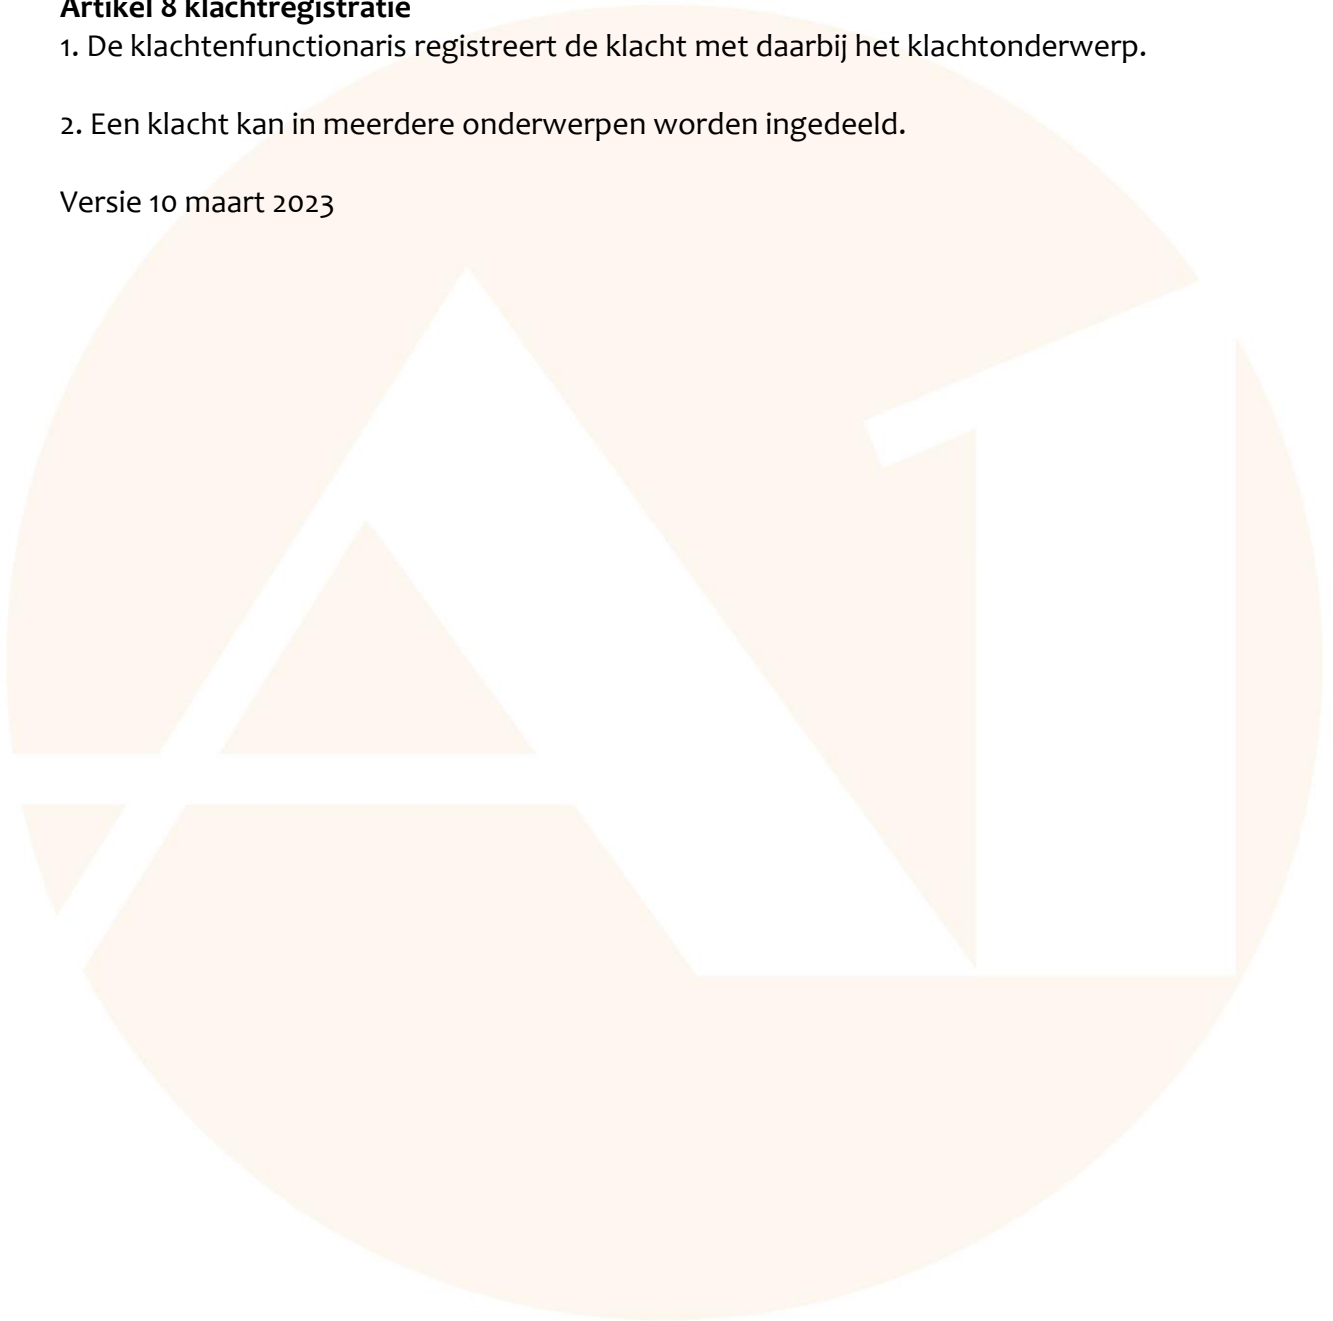 Artikel 8 klachtregistratie
1. De klachtenfunctionaris registreert de klacht met daarbij het klachtonderwerp.
2. Een klacht kan in meerdere onderwerpen worden ingedeeld.
Versie 10 maart 2023
A1